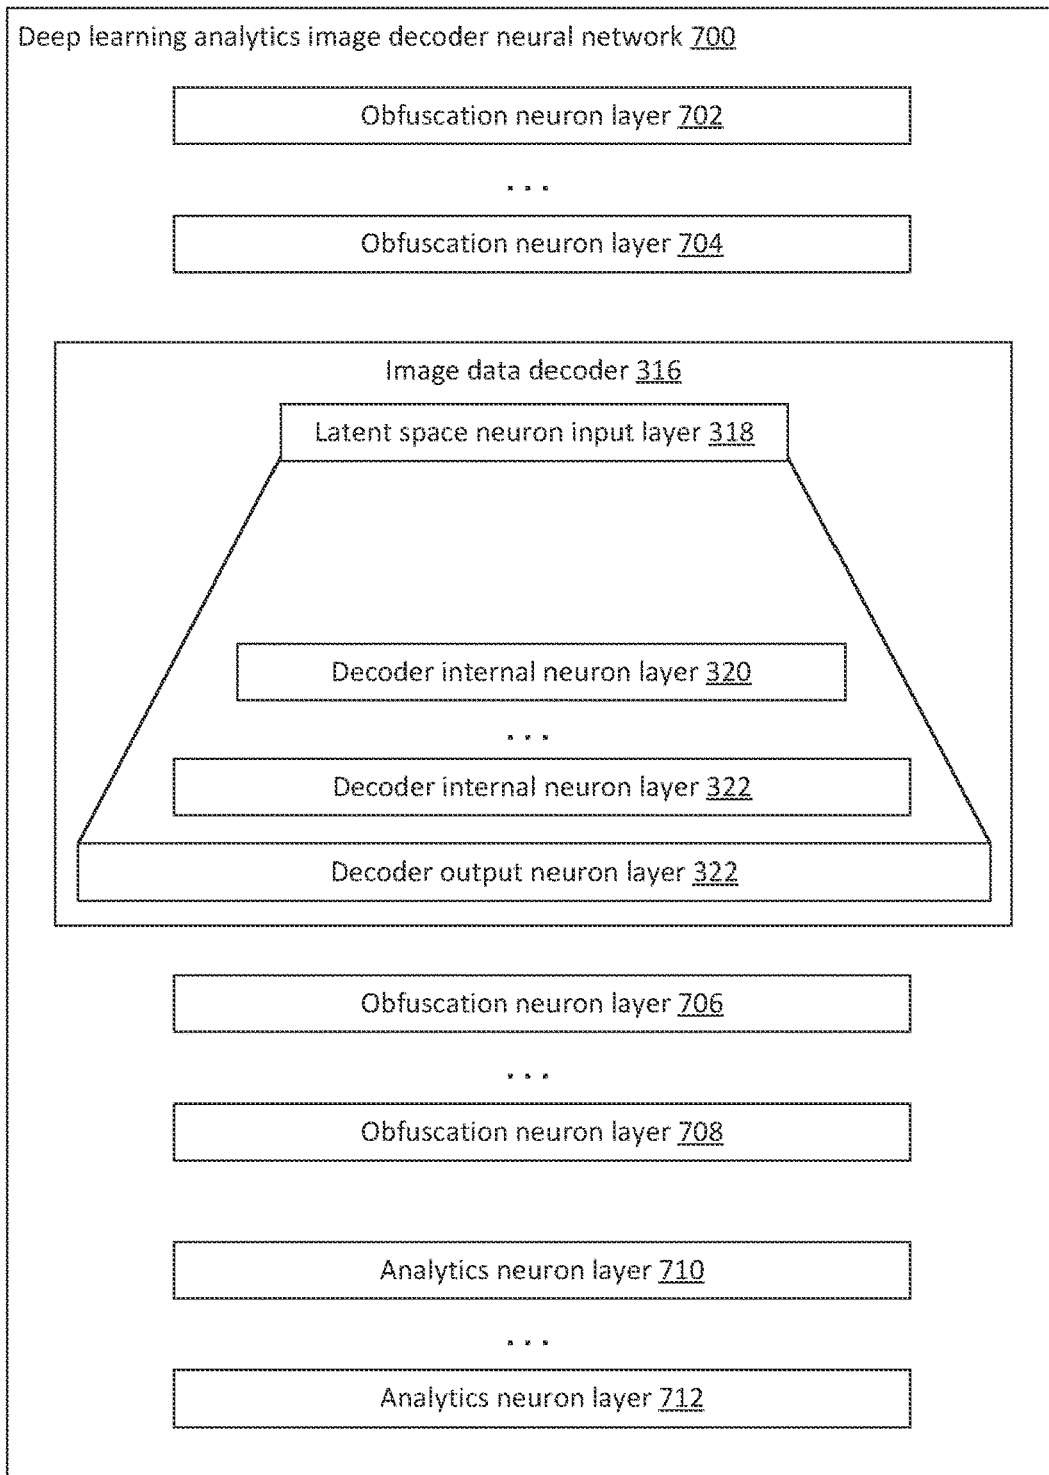 Deep learning analytics image decoder neural network 700
Obfuscation neuron layer 702
...
Obfuscation neuron layer 704
Image data decoder 316
Latent space neuron input layer 318
Decoder internal neuron layer 320
...
Decoder internal neuron layer 322
Decoder output neuron layer 322
Obfuscation neuron layer 706
...
Obfuscation neuron layer 708
Analytics neuron layer 710
...
Analytics neuron layer 712